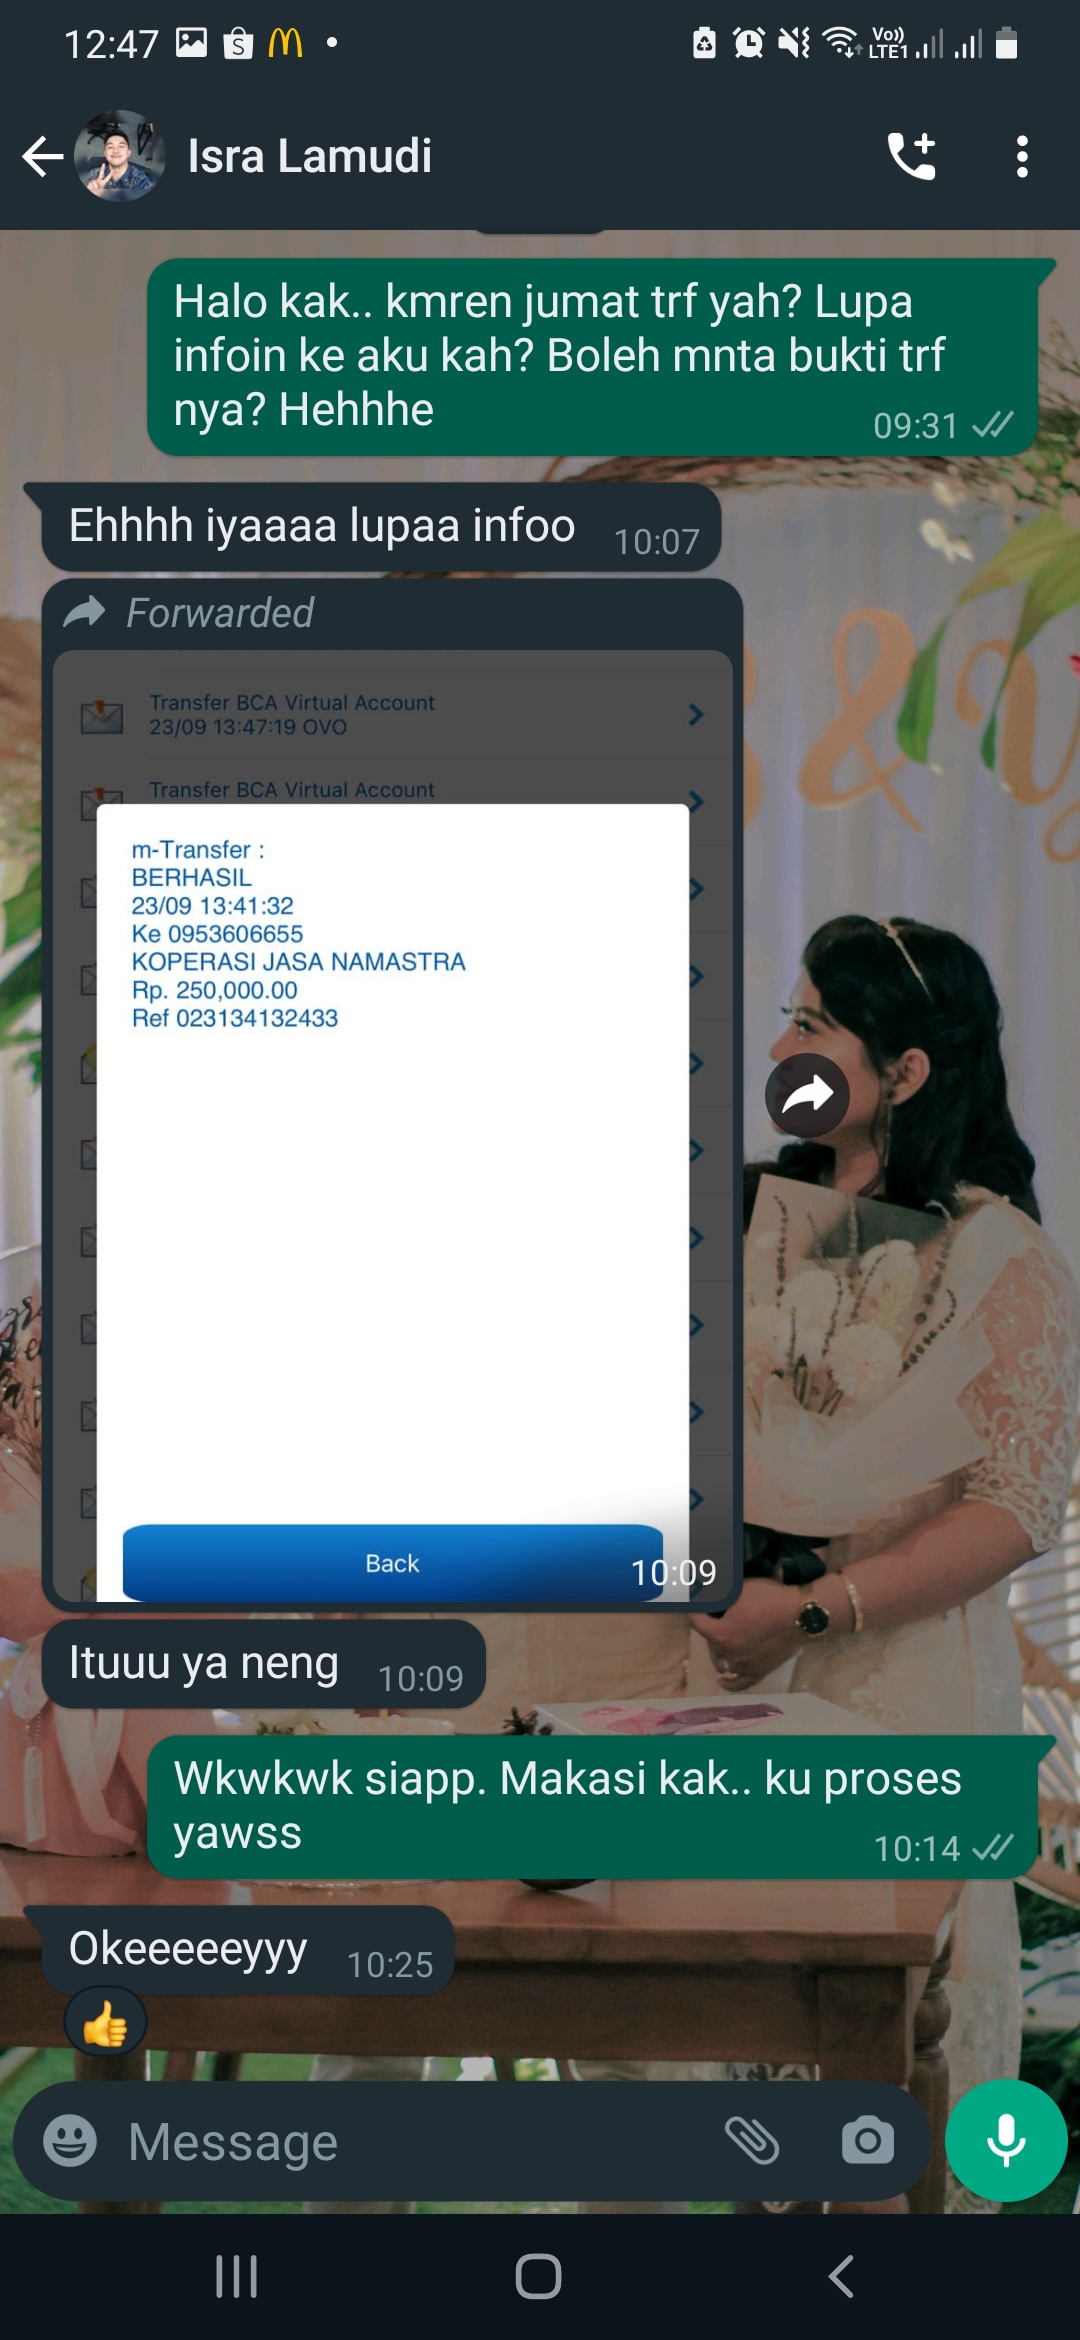 12:47
Vo))
LTE1
Isra Lamudi
Halo kak.. kmren jumat trf yah? Lupa
infoin ke aku kah? Boleh mnta bukti trf
nya? Hehhhe
09:31
Ehhhh iyaaaa lupaa infoo 10:07
Forwarded
Transfer BCA Virtual Account
23/09 13:47:19 OVO
Transfer BCA Virtual Account
m-Transfer :
BERHASIL
23/09 13:41:32
Ke 0953606655
KOPERASI JASA NAMASTRA
Rp. 250,000.00
Ref 023134132433
Back
10:09
Ituuu ya neng 10:09
Wkwkwk siapp. Makasi kak.. ku proses
yawss
10:14
Okeeeeeyyy 10:25
Message